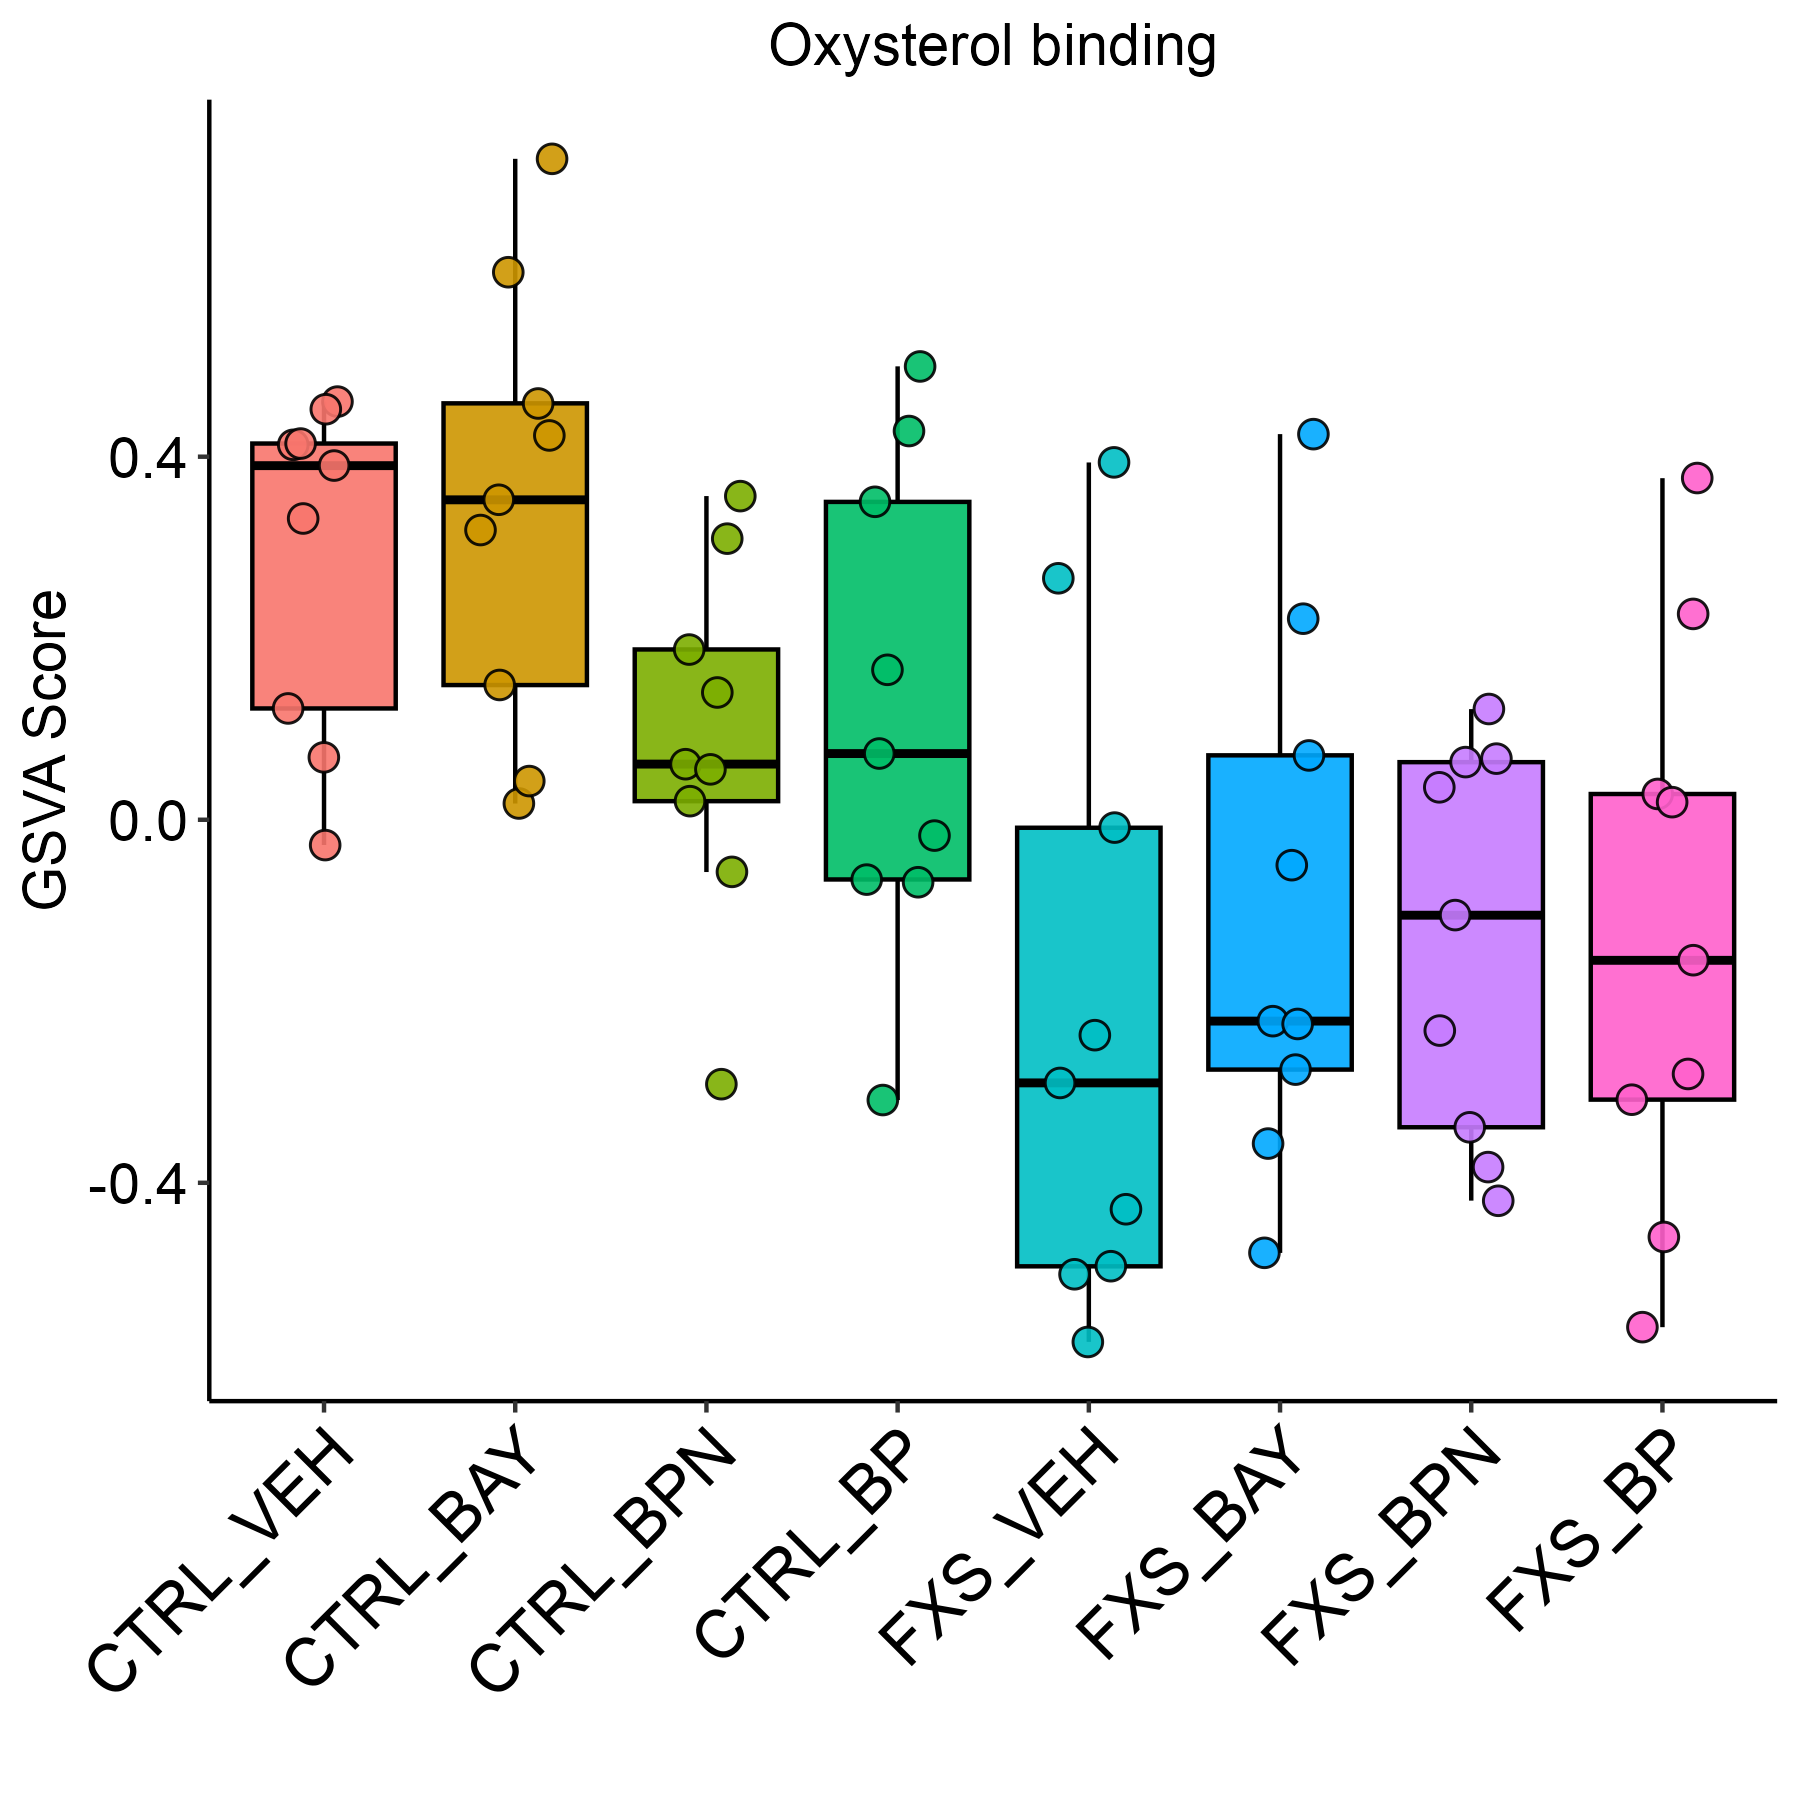 Oxysterol binding
GSVA Score
0.4
0.0
-0.4
CTRL_VEH
CTRL_BAY
CTRL_BPN
CTRL_BP
FXS_VEH
FXS_BAY
FXS_BPN
FXS_BP